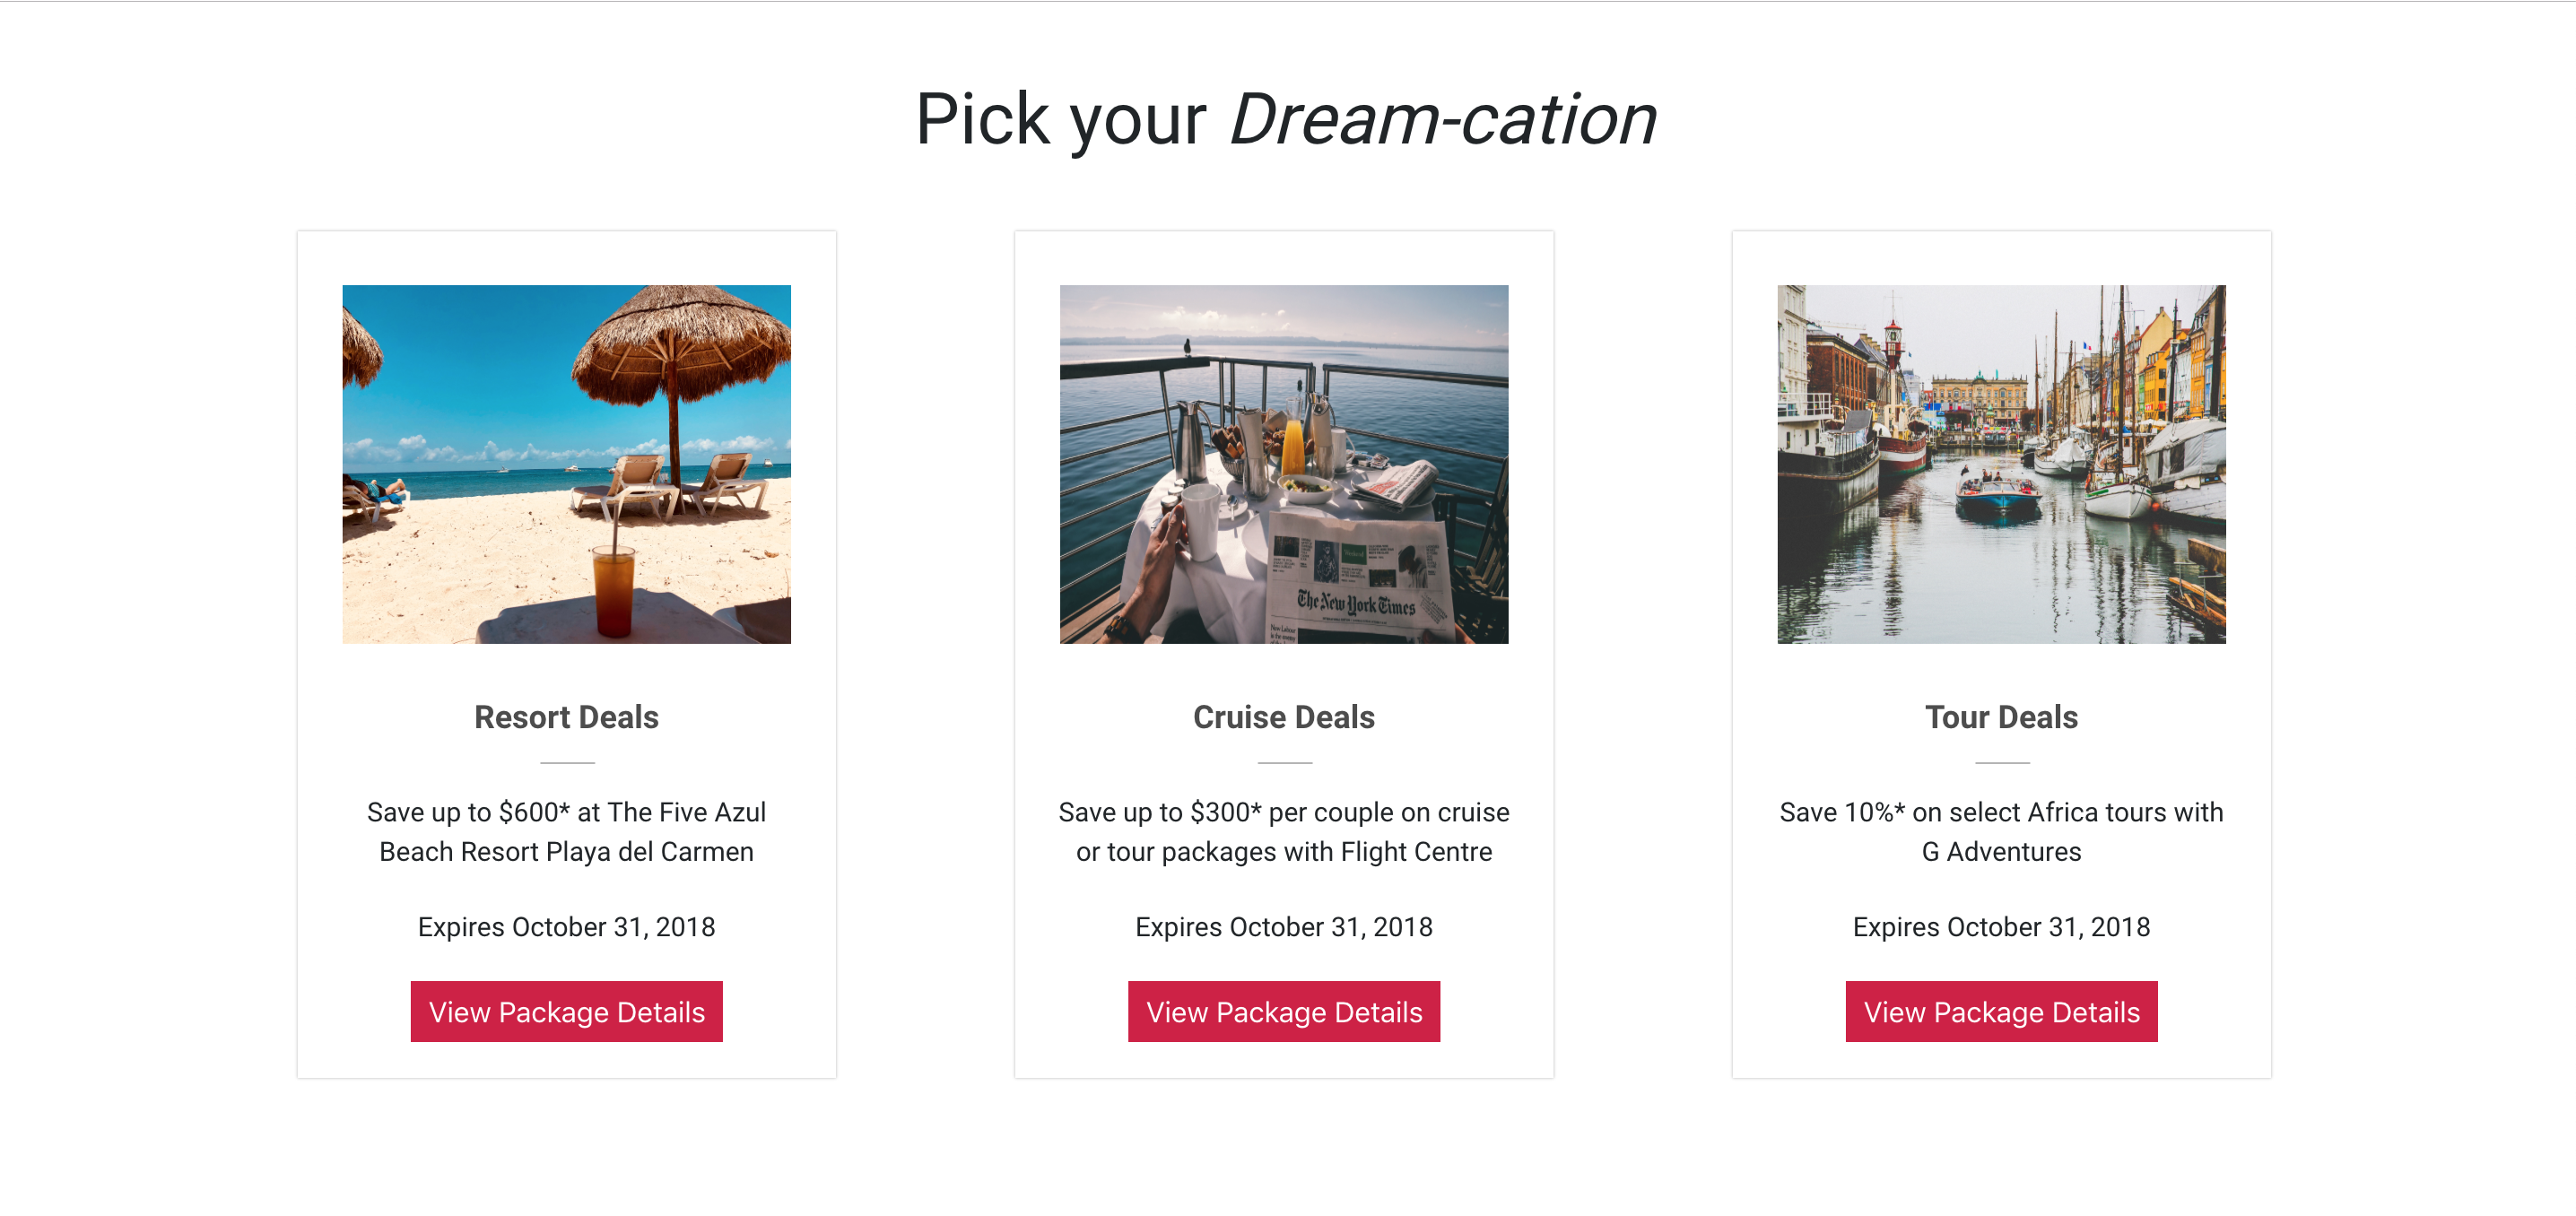 Pick your Dream-cation
The New York Times
Resort Deals
Save up to $600* at The Five Azul
Beach Resort Playa del Carmen
Expires October 31, 2018
View Package Details
Cruise Deals
Save up to $300* per couple on cruise
or tour packages with Flight Centre
Expires October 31, 2018
View Package Details
Tour Deals
Save 10%* on select Africa tours with
G Adventures
Expires October 31, 2018
View Package Details